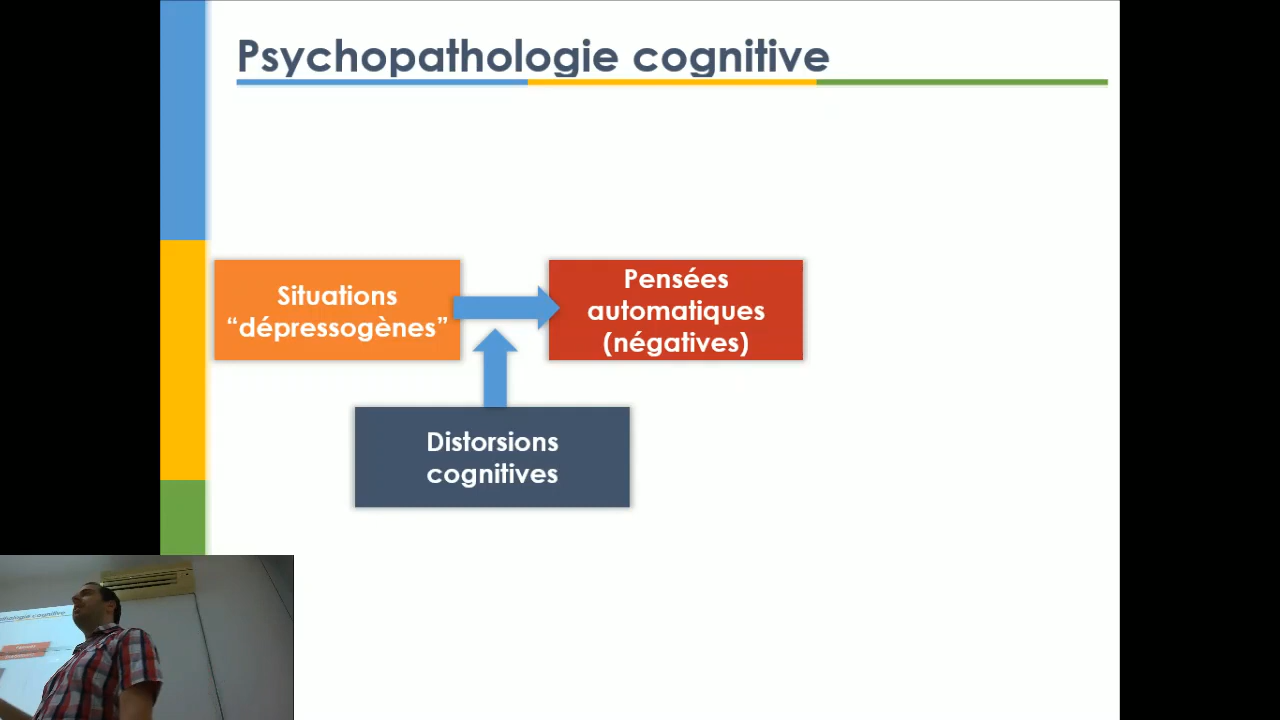 Psychopathologie cognitive
Situations
“dépressogènes”
Pensées
automatiques
(négatives)
Distorsions
cognitives